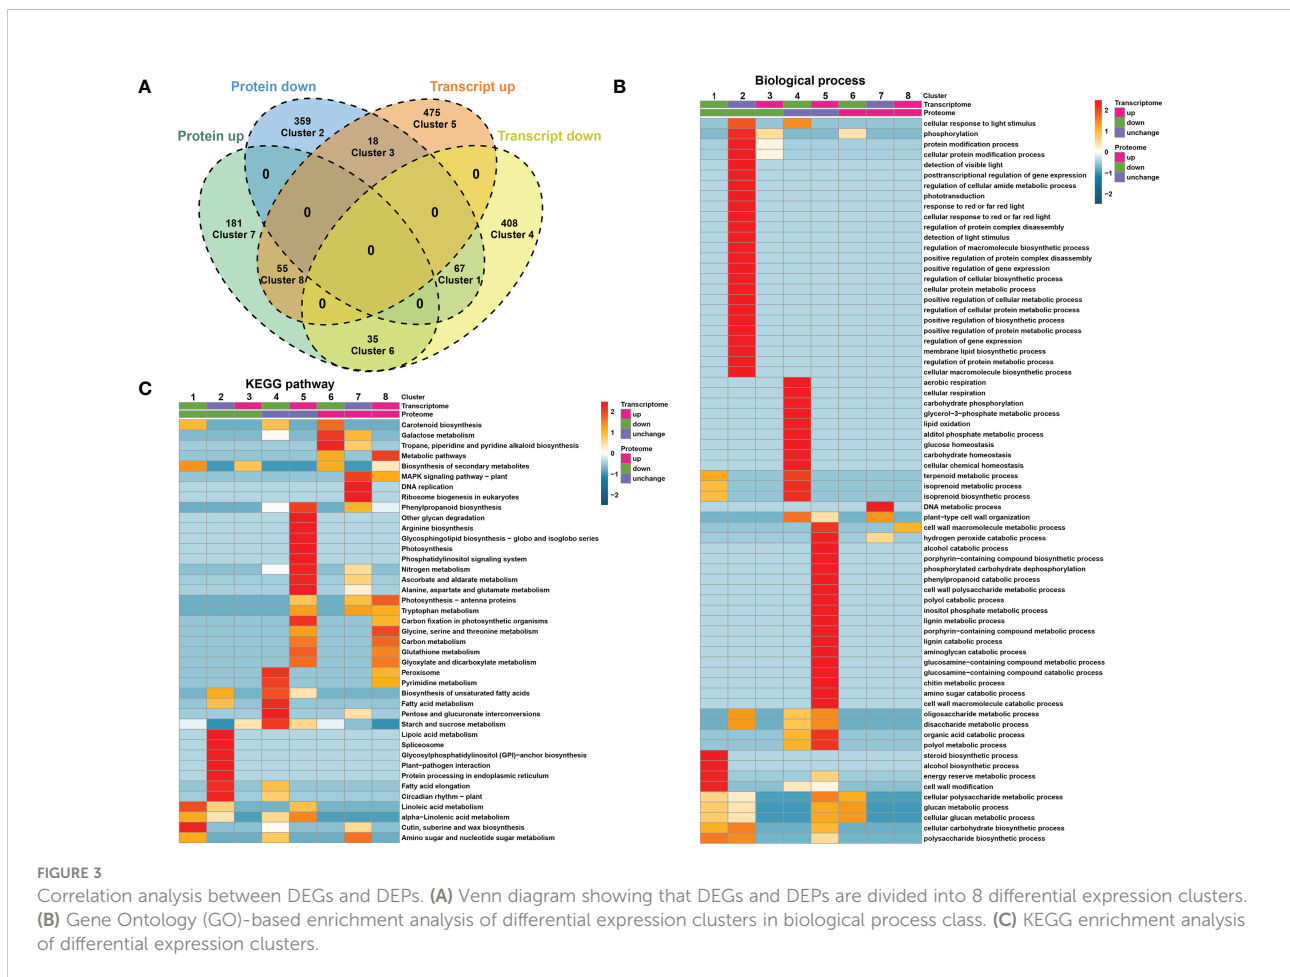 A
Protein down
Transcript up
Protein up
Transcript down
359
Cluster 2
475
Cluster 5
18
Cluster 3
0
0
0
0
181
Cluster 7
408
Cluster 4
0
55
Cluster 8
67
Cluster 1
0
0
35
Cluster 6
B
Biological process
1 2 3 4 5 6 7 8 Cluster
Transcriptome
Proteome
cellular response to light stimulus
phosphorylation
protein modification process
cellular protein modification process
detection of visible light
posttranscriptional regulation of gene expression
regulation of cellular amide metabolic process
phototransduction
response to red or far red light
cellular response to red or far red light
regulation of protein complex disassembly
detection of light stimulus
regulation of macromolecule biosynthetic process
positive regulation of protein complex disassembly
positive regulation of gene expression
regulation of cellular biosynthetic process
cellular protein metabolic process
positive regulation of cellular metabolic process
regulation of cellular protein metabolic process
positive regulation of biosynthetic process
positive regulation of protein metabolic process
regulation of gene expression
membrane lipid biosynthetic process
regulation of protein metabolic process
cellular macromolecule biosynthetic process
aerobic respiration
cellular respiration
carbohydrate phosphorylation
glycerol−3−phosphate metabolic process
lipid oxidation
alditol phosphate metabolic process
glucose homeostasis
carbohydrate homeostasis
cellular chemical homeostasis
terpenoid metabolic process
isoprenoid metabolic process
isoprenoid biosynthetic process
DNA metabolic process
plant−type cell wall organization
cell wall macromolecule metabolic process
hydrogen peroxide catabolic process
alcohol catabolic process
porphyrin−containing compound biosynthetic process
phosphorylated carbohydrate dephosphorylation
phenylpropanoid catabolic process
cell wall polysaccharide metabolic process
polyol catabolic process
inositol phosphate metabolic process
lignin metabolic process
porphyrin−containing compound metabolic process
lignin catabolic process
aminoglycan catabolic process
glucosamine−containing compound metabolic process
glucosamine−containing compound catabolic process
chitin metabolic process
amino sugar catabolic process
cell wall macromolecule catabolic process
oligosaccharide metabolic process
disaccharide metabolic process
organic acid catabolic process
polyol metabolic process
steroid biosynthetic process
alcohol biosynthetic process
energy reserve metabolic process
cell wall modification
cellular polysaccharide metabolic process
glucan metabolic process
cellular glucan metabolic process
cellular carbohydrate biosynthetic process
polysaccharide biosynthetic process
2
1
0
−1
−2
Transcriptome
up
down
unchange
Proteome
up
down
unchange
C
KEGG pathway
1 2 3 4 5 6 7 8 Cluster
Transcriptome
Proteome
Carotenoid biosynthesis
Galactose metabolism
Tropane, piperidine and pyridine alkaloid biosynthesis
Metabolic pathways
Biosynthesis of secondary metabolites
MAPK signaling pathway − plant
DNA replication
Ribosome biogenesis in eukaryotes
Phenylpropanoid biosynthesis
Other glycan degradation
Arginine biosynthesis
Glycosphingolipid biosynthesis − globo and isoglobo series
Photosynthesis
Phosphatidylinositol signaling system
Nitrogen metabolism
Ascorbate and aldarate metabolism
Alanine, aspartate and glutamate metabolism
Photosynthesis − antenna proteins
Tryptophan metabolism
Carbon fixation in photosynthetic organisms
Glycine, serine and threonine metabolism
Carbon metabolism
Glutathione metabolism
Glyoxylate and dicarboxylate metabolism
Peroxisome
Pyrimidine metabolism
Biosynthesis of unsaturated fatty acids
Fatty acid metabolism
Pentose and glucuronate interconversions
Starch and sucrose metabolism
Lipoic acid metabolism
Spliceosome
Glycosylphosphatidylinositol (GPI)−anchor biosynthesis
Plant−pathogen interaction
Protein processing in endoplasmic reticulum
Fatty acid elongation
Circadian rhythm − plant
Linoleic acid metabolism
alpha−Linolenic acid metabolism
Cutin, suberine and wax biosynthesis
Amino sugar and nucleotide sugar metabolism
2
1
0
−1
−2
Transcriptome
up
down
unchange
Proteome
up
down
unchange
FIGURE 3
Correlation analysis between DEGs and DEPs. (A) Venn diagram showing that DEGs and DEPs are divided into 8 differential expression clusters.
(B) Gene Ontology (GO)-based enrichment analysis of differential expression clusters in biological process class. (C) KEGG enrichment analysis
of differential expression clusters.